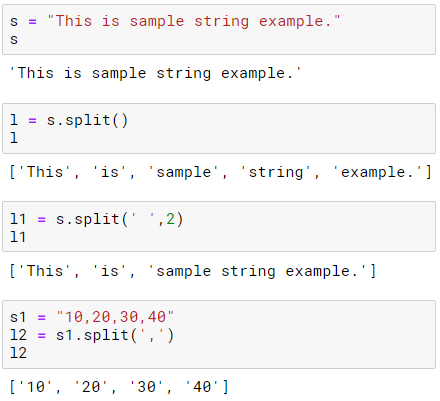 s = "This is sample string example."
s
'This is sample string example.'
l = s.split()
l
['This', 'is', 'sample', 'string', 'example.']
l1 = s.split(' ',2)
l1
['This', 'is', 'sample string example.']
s1 = "10,20,30,40"
l2 = s1.split(',')
l2
['10', '20', '30', '40']